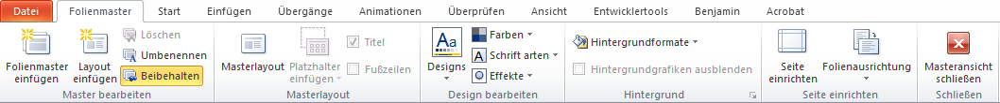 Datei Folienmaster Start Einfügen Übergänge Animationen Überprüfen Ansicht Entwicklertools Benjamin Acrobat
Folienmaster einfügen
Layout einfügen
Löschen
Umbenennen
Beibehalten
Master bearbeiten
Masterlayout
Platzhalter einfügen
Titel
Fußzeilen
Masterlayout
Aa
Designs
Farben
A Schrift arten
Effekte
Design bearbeiten
Hintergrundformate
Hintergrundgrafiken ausblenden
Hintergrund
Seite einrichten
Folienausrichtung
Seite einrichten
Masteransicht schließen
Schließen